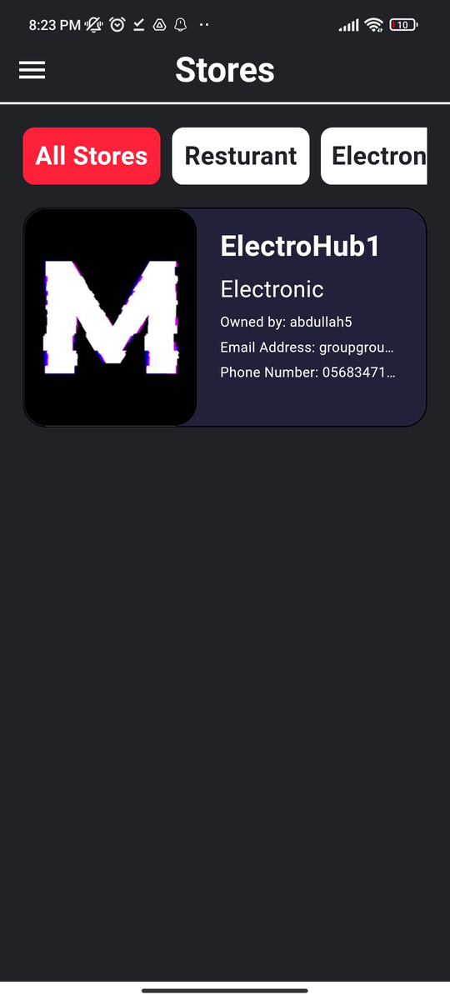 8:23 PM
10
Stores
All Stores
Resturant
Electron
M
ElectroHub1
Electronic
Owned by: abdullah5
Email Address: groupgrou…
Phone Number: 05683471…